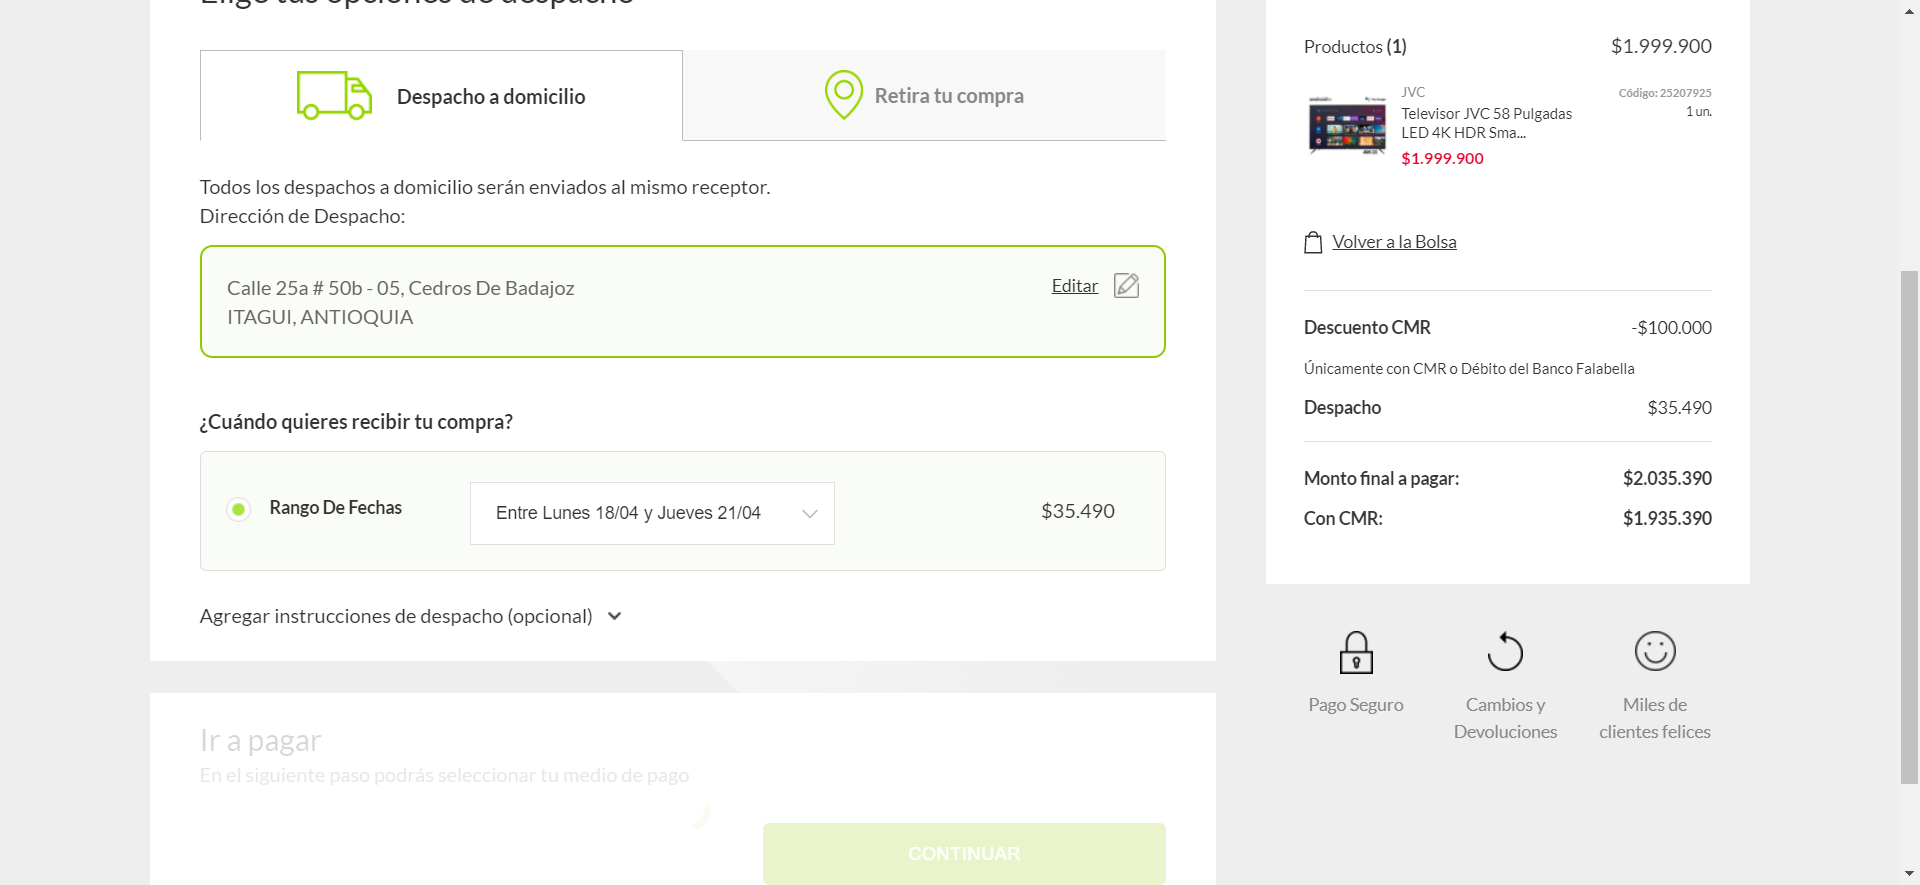 Elige tus opciones de despacho
Despacho a domicilio
Retira tu compra
Todos los despachos a domicilio serán enviados al mismo receptor.
Dirección de Despacho:
Calle 25a # 50b - 05, Cedros De Badajoz
ITAGUI, ANTIOQUIA
Editar
¿Cuándo quieres recibir tu compra?
Rango De Fechas
Entre Lunes 18/04 y Jueves 21/04
$35.490
Agregar instrucciones de despacho (opcional)
Ir a pagar
En el siguiente paso podrás seleccionar tu medio de pago
CONTINUAR
Productos (1) $1.999.900
JVC
Código: 25207925
Televisor JVC 58 Pulgadas
1 un.
LED 4K HDR Sma...
$1.999.900
Volver a la Bolsa
Descuento CMR -$100.000
Únicamente con CMR o Débito del Banco Falabella
Despacho $35.490
Monto final a pagar: $2.035.390
Con CMR: $1.935.390
Pago Seguro
Cambios y
Devoluciones
Miles de
clientes felices